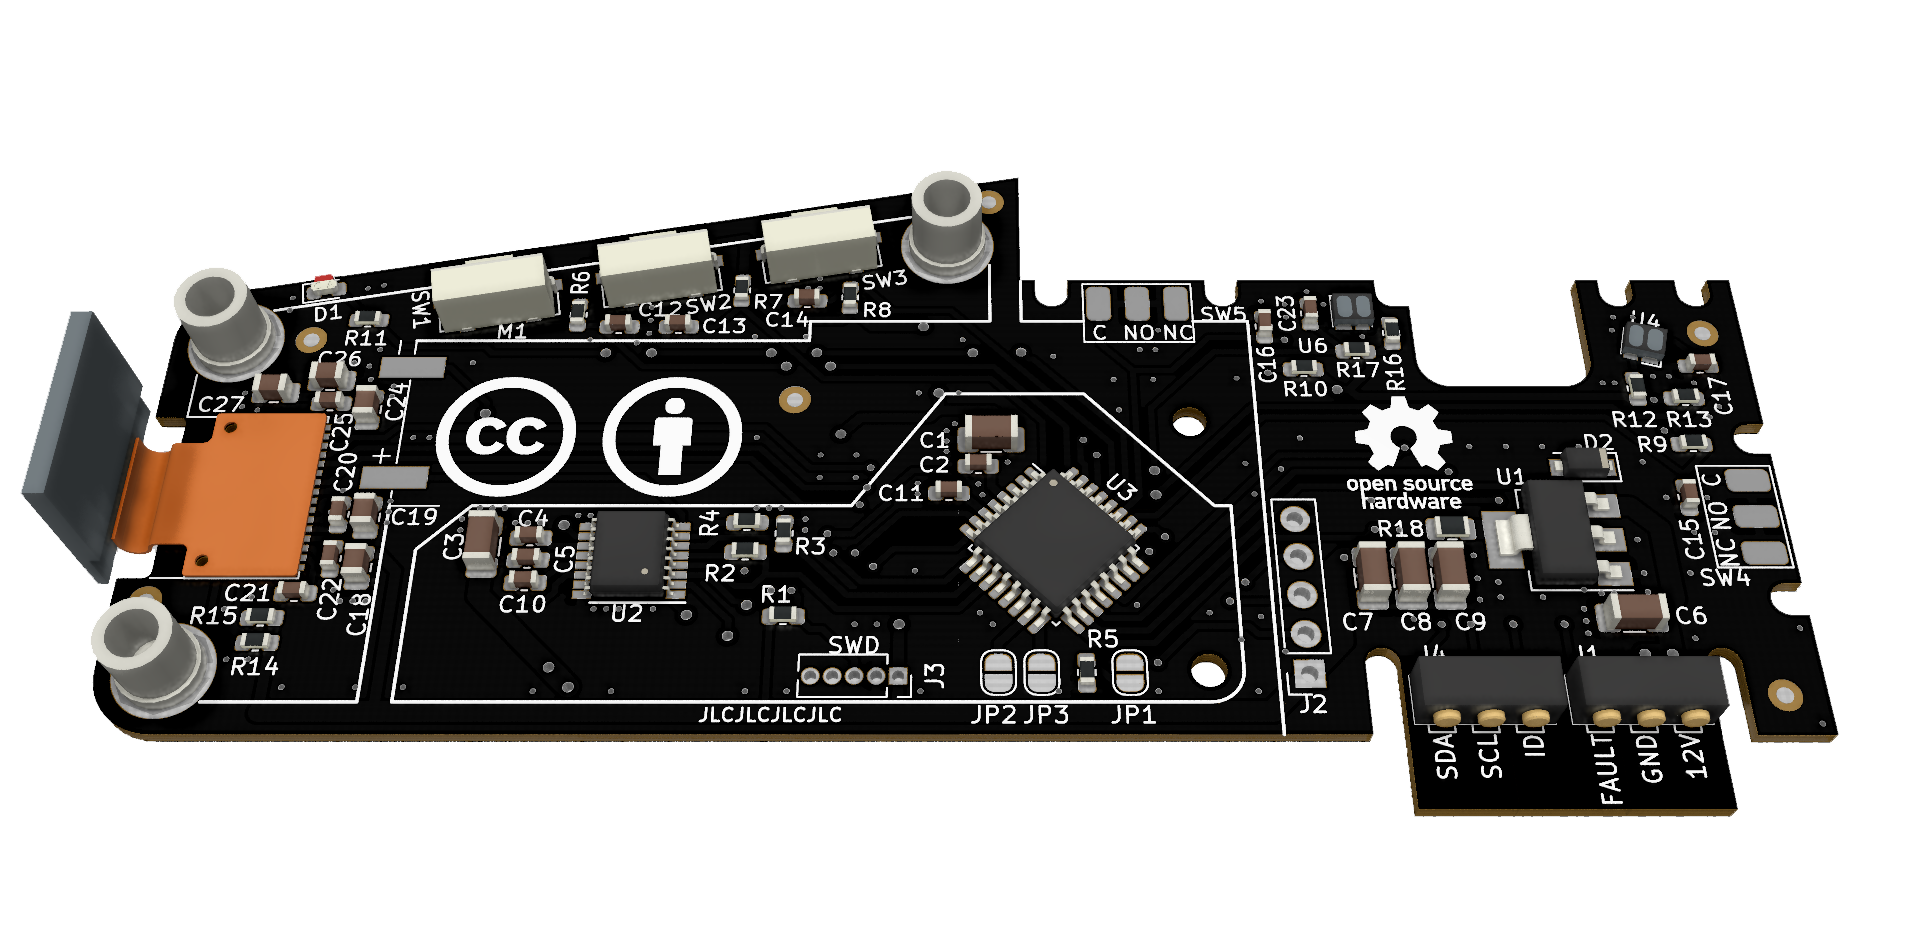 D1
R11
C26
C27
C24
C25
C20
+
C19
C21
C22
C18
R15
R14
SW1
M1
R6
C12
SW2
C13
R7
C14
SW3
R8
cc
C1
C2
C11
U3
C3
C4
C5
C10
U2
R4
R3
R2
R1
SWD
J3
JLCJLCJLCJLC
R5
JP2
JP3
JP1
C NO NC
SW5
C16
C23
U6
R10
R17
R16
open source
hardware
R18
C7
C8
C9
J2
U1
D2
R12
R13
R9
C17
U4
C15
C
NO
NC
SW4
C6
J4
J1
SDA
SCL
ID
FAULT
GND
12V